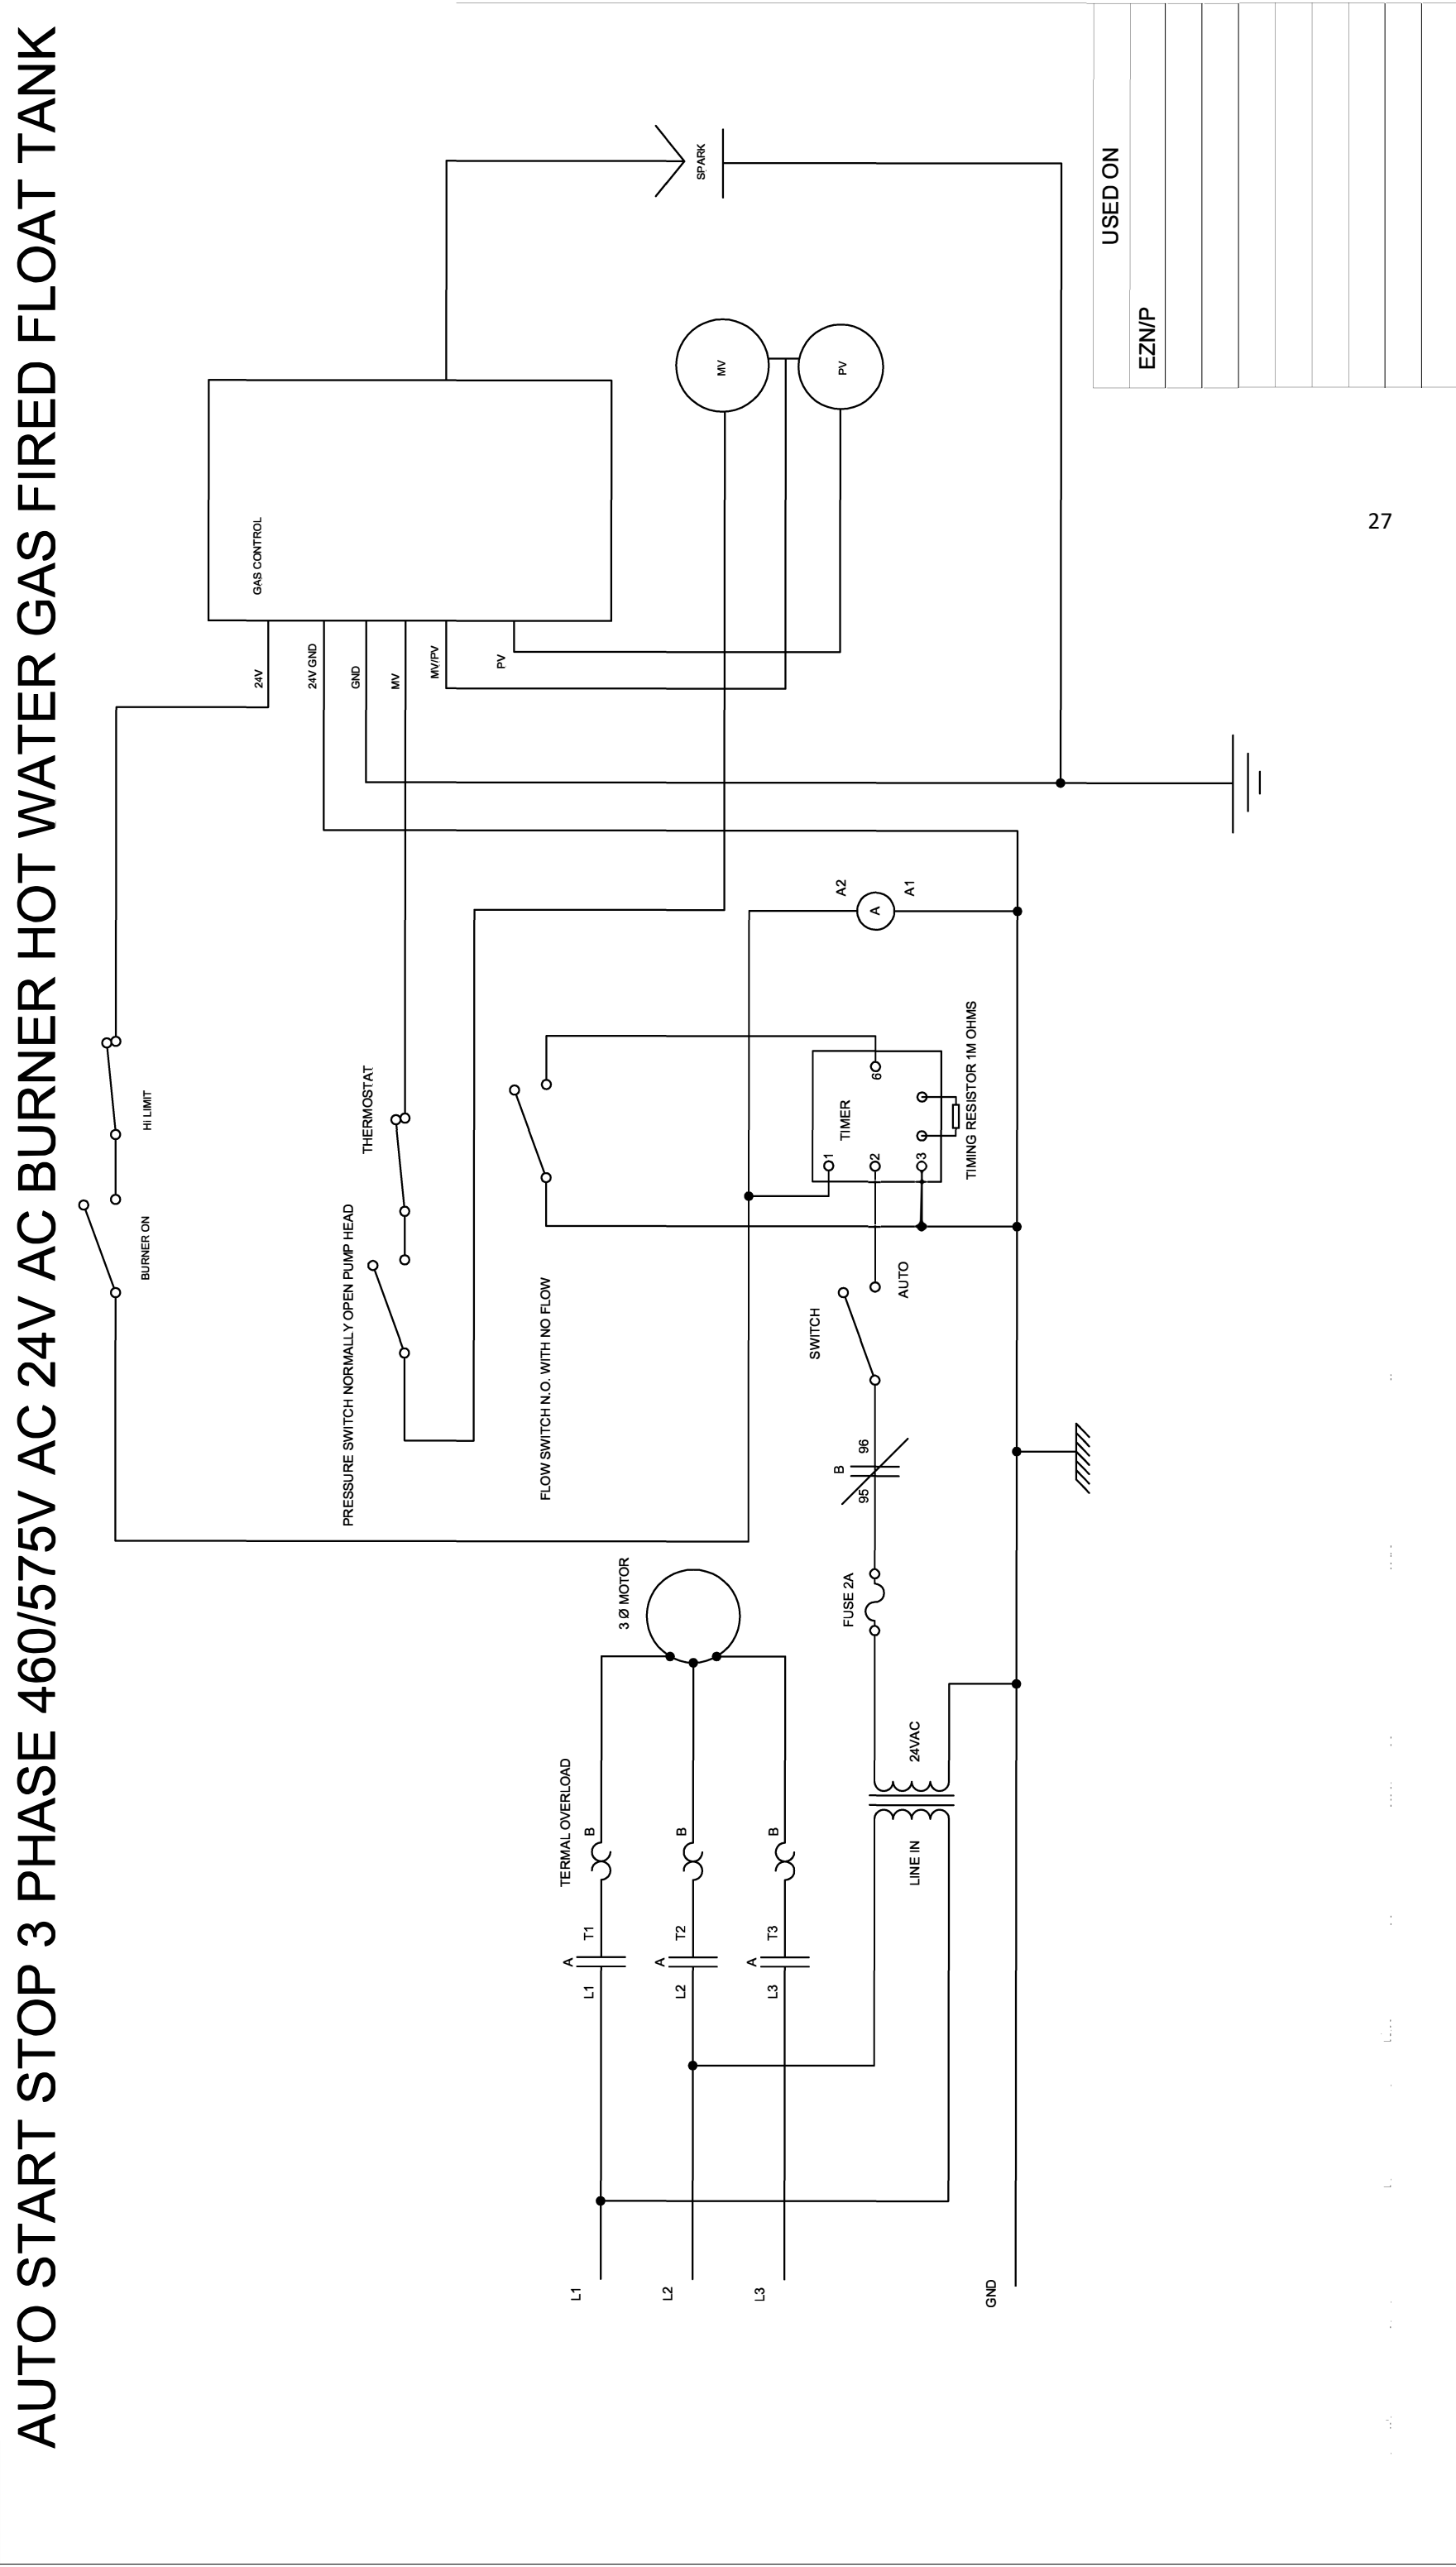 AUTO START STOP 3 PHASE 460/575V AC 24V AC BURNER HOT WATER GAS FIRED FLOAT TANK
BURNER ON
Hi LIMIT
24V
24V GND
GND
MV
MV/PV
PV
GAS CONTROL
SPARK
MV
PV
PRESSURE SWITCH NORMALLY OPEN PUMP HEAD
THERMOSTAT
FLOW SWITCH N.O. WITH NO FLOW
TERMAL OVERLOAD
3 Ø MOTOR
L1
L1
A
T1
B
L2
L2
A
T2
B
L3
L3
A
T3
B
LINE IN
24VAC
FUSE 2A
95
B
96
SWITCH
AUTO
TIMER
1
2
3
6
TIMING RESISTOR 1M OHMS
A2
A
A1
GND
USED ON
EZN/P
27